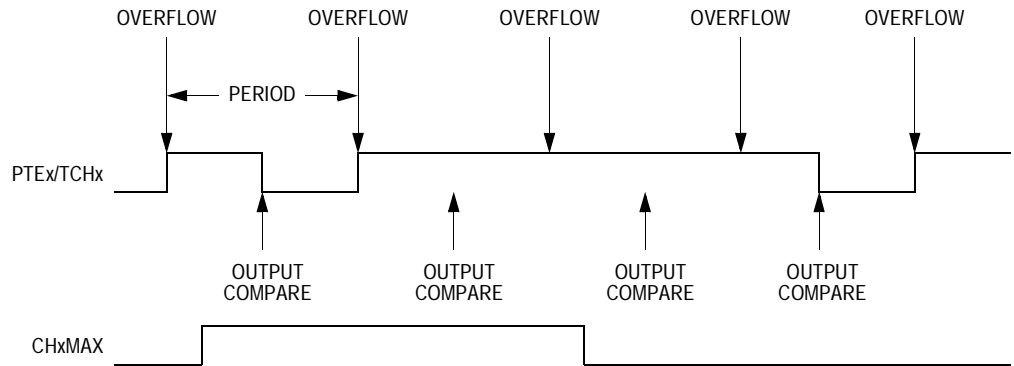 OVERFLOW OVERFLOW OVERFLOW OVERFLOW OVERFLOW
PERIOD
PTEx/TCHx
OUTPUT OUTPUT OUTPUT OUTPUT
COMPARE COMPARE COMPARE COMPARE
CHxMAX